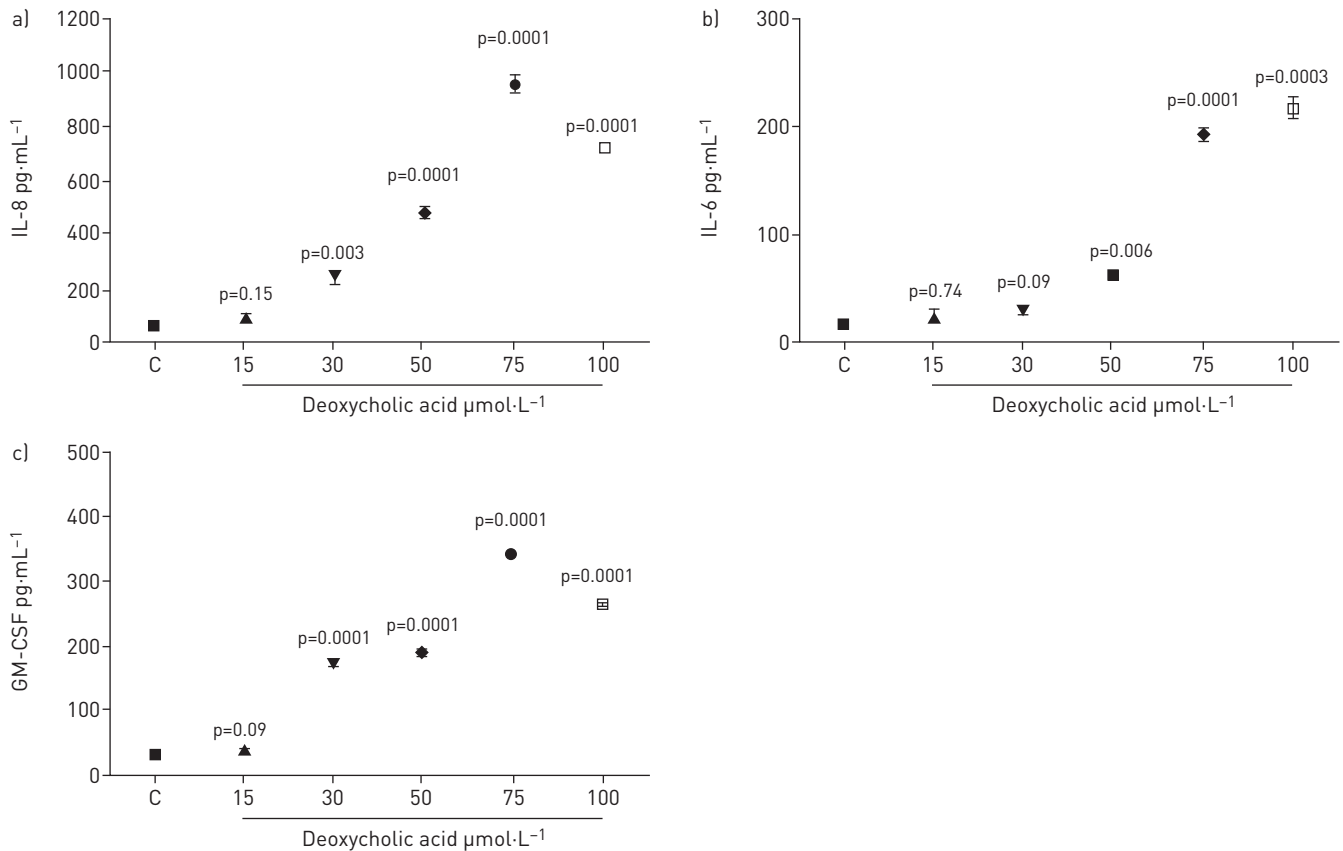 a)
1200
1000
800
600
400
200
0
IL-8 pg·mL⁻¹
p=0.15
p=0.003
p=0.0001
p=0.0001
p=0.0001
C 15 30 50 75 100
Deoxycholic acid µmol·L⁻¹
b)
300
200
100
0
IL-6 pg·mL⁻¹
p=0.74
p=0.09
p=0.006
p=0.0001
p=0.0003
C 15 30 50 75 100
Deoxycholic acid µmol·L⁻¹
c)
500
400
300
200
100
0
GM-CSF pg·mL⁻¹
p=0.09
p=0.0001
p=0.0001
p=0.0001
p=0.0001
C 15 30 50 75 100
Deoxycholic acid µmol·L⁻¹